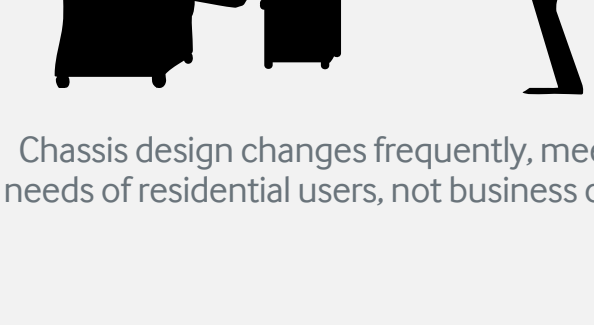 Chassis design changes frequently,
needs of residential users, not business